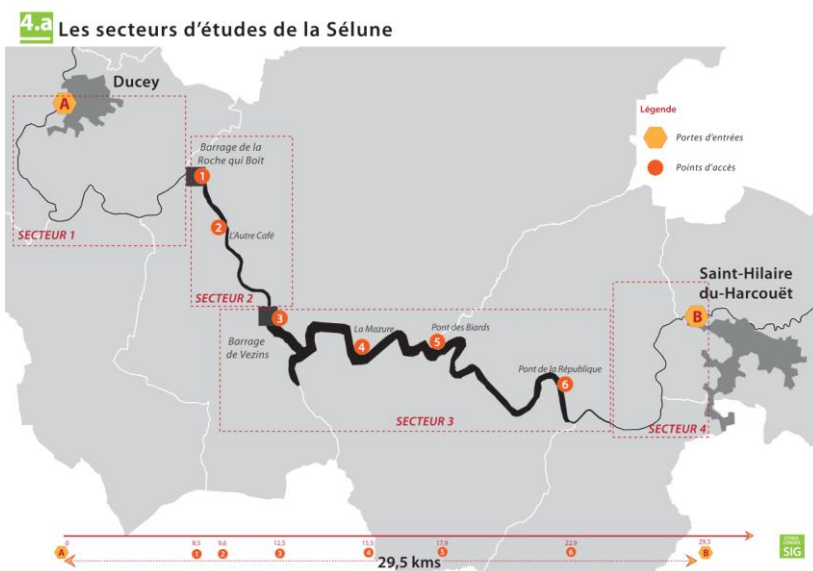 4.a Les secteurs d'études de la Sélune
Ducey
A
Légende
Portes d'entrées
Points d'accès
Barrage de la
Roche qui Boit
1
2
L'Autre Café
SECTEUR 1
SECTEUR 2
Saint-Hilaire
du-Harcouët
B
3
Barrage
de Vezins
La Mazure
4
Pont des Biards
5
Pont de la République
6
SECTEUR 3
SECTEUR 4
0 8,5 9,6 12,5 15,5 17,9 22,9 29,5
A 1 2 3 4 5 6 B
29,5 kms
SIG